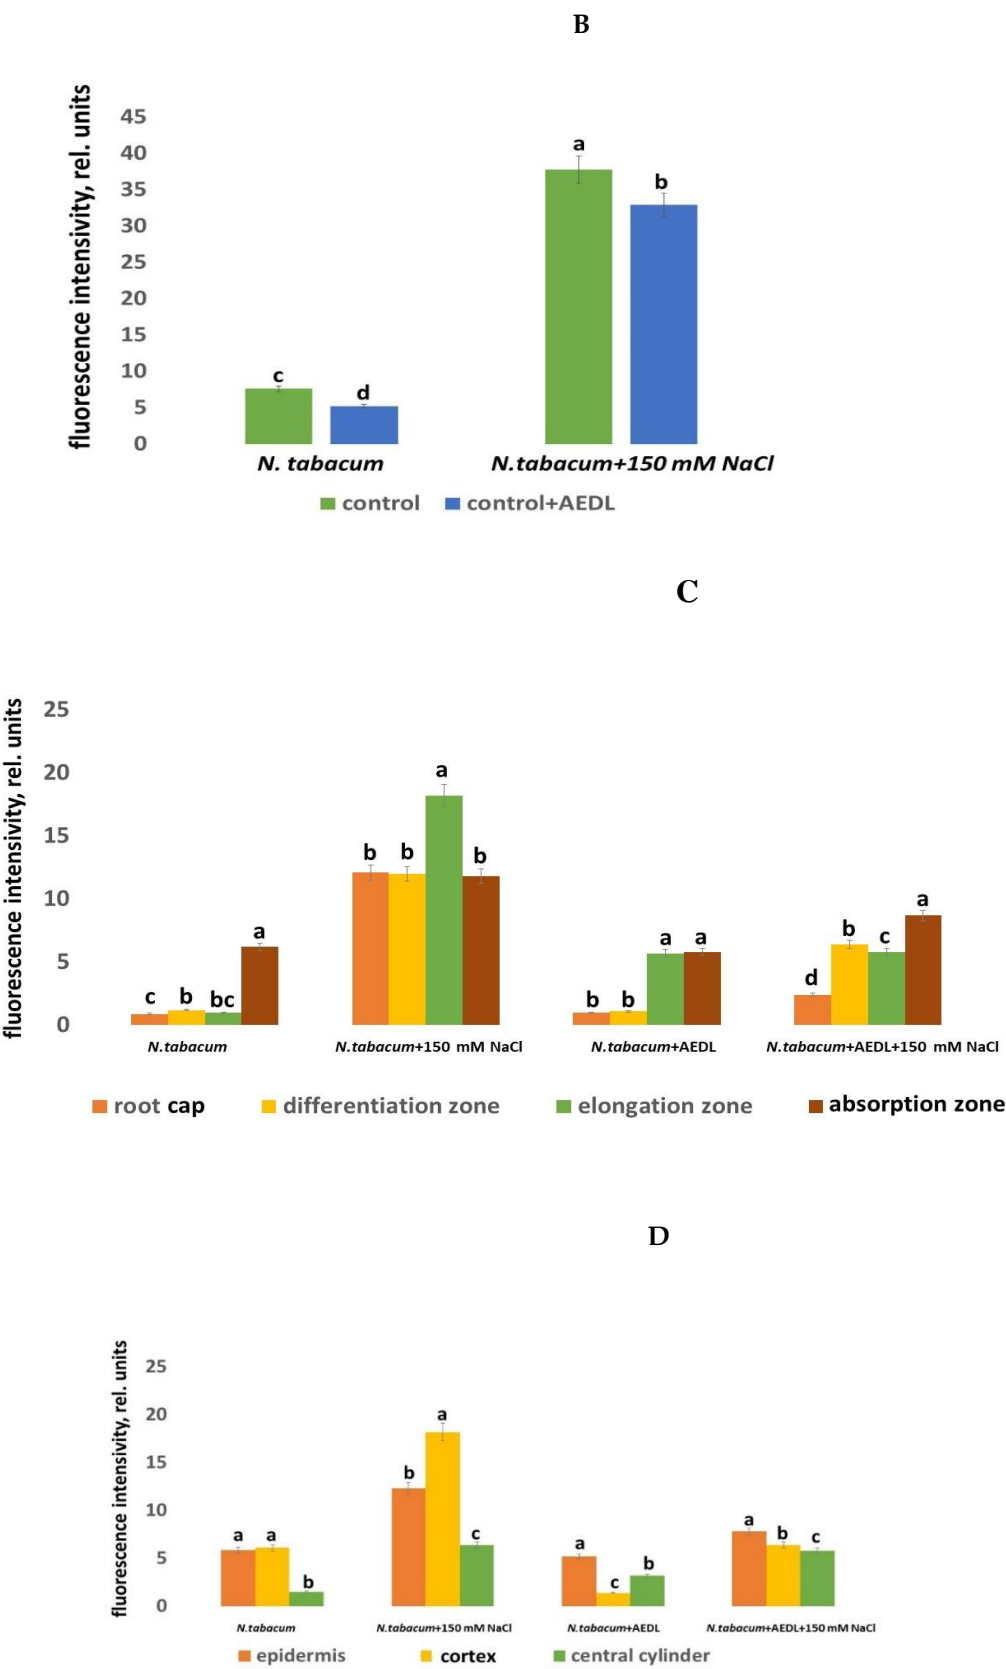 B
fluorescence intensivity, rel. units
45
40
35
30
25
20
15
10
5
0
a
b
c
d
N. tabacum N.tabacum+150 mM NaCl
control control+AEDL
C
fluorescence intensivity, rel. units
25
20
15
10
5
0
c b bc a
b b a b
b b a a
d b c a
N.tabacum N.tabacum+150 mM NaCl N.tabacum+AEDL N.tabacum+AEDL+150 mM NaCl
root cap differentiation zone elongation zone absorption zone
D
fluorescence intensivity, rel. units
25
20
15
10
5
0
a a b
b a c
a c b
a b c
N.tabacum N.tabacum+150 mM NaCl N.tabacum+AEDL N.tabacum+AEDL+150 mM NaCl
epidermis cortex central cylinder